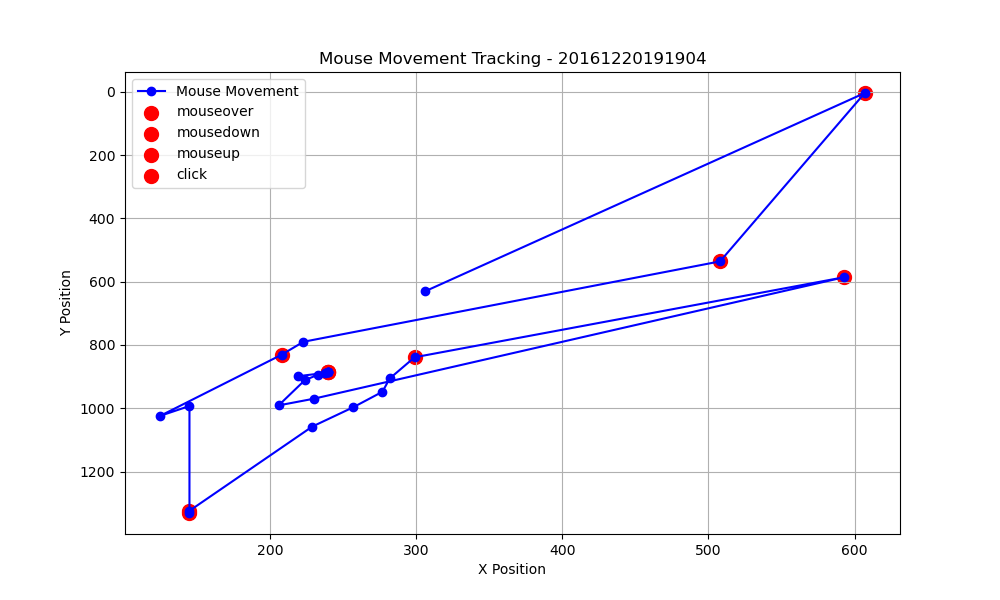 Mouse Movement Tracking - 20161220191904
Mouse Movement
mouseover
mousedown
mouseup
click
0
200
400
600
800
1000
1200
Y Position
200 300 400 500 600
X Position